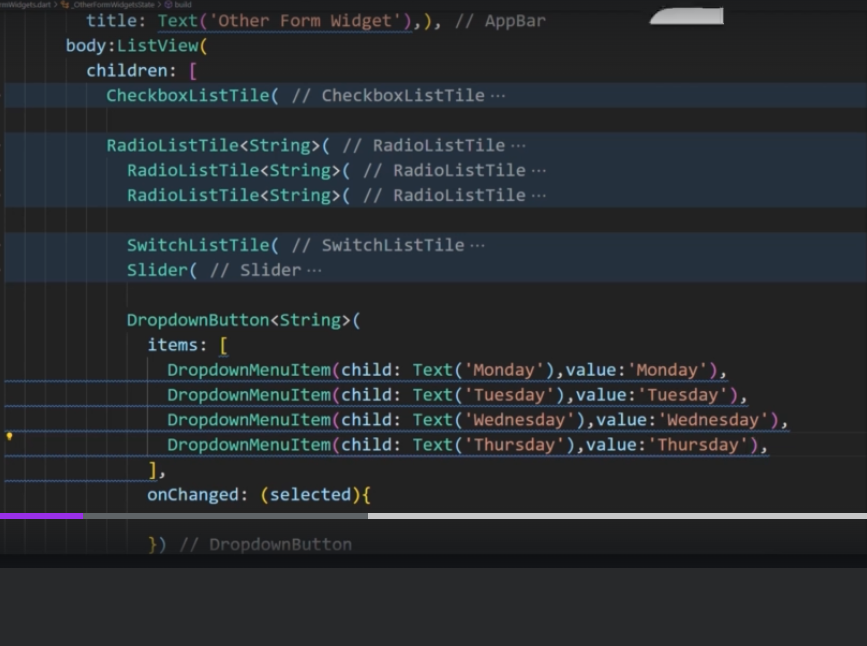 rmWidgets.dart > _OtherFormWidgetsState > build
title: Text('Other Form Widget'),), // AppBar
body:ListView(
children: [
CheckboxListTile( // CheckboxListTile ···
RadioListTile<String>( // RadioListTile ···
RadioListTile<String>( // RadioListTile ···
RadioListTile<String>( // RadioListTile ···
SwitchListTile( // SwitchListTile ···
Slider( // Slider ···
DropdownButton<String>(
items: [
DropdownMenuItem(child: Text('Monday'),value:'Monday'),
DropdownMenuItem(child: Text('Tuesday'),value:'Tuesday'),
DropdownMenuItem(child: Text('Wednesday'),value:'Wednesday'),
DropdownMenuItem(child: Text('Thursday'),value:'Thursday'),
],
onChanged: (selected){
}) // DropdownButton